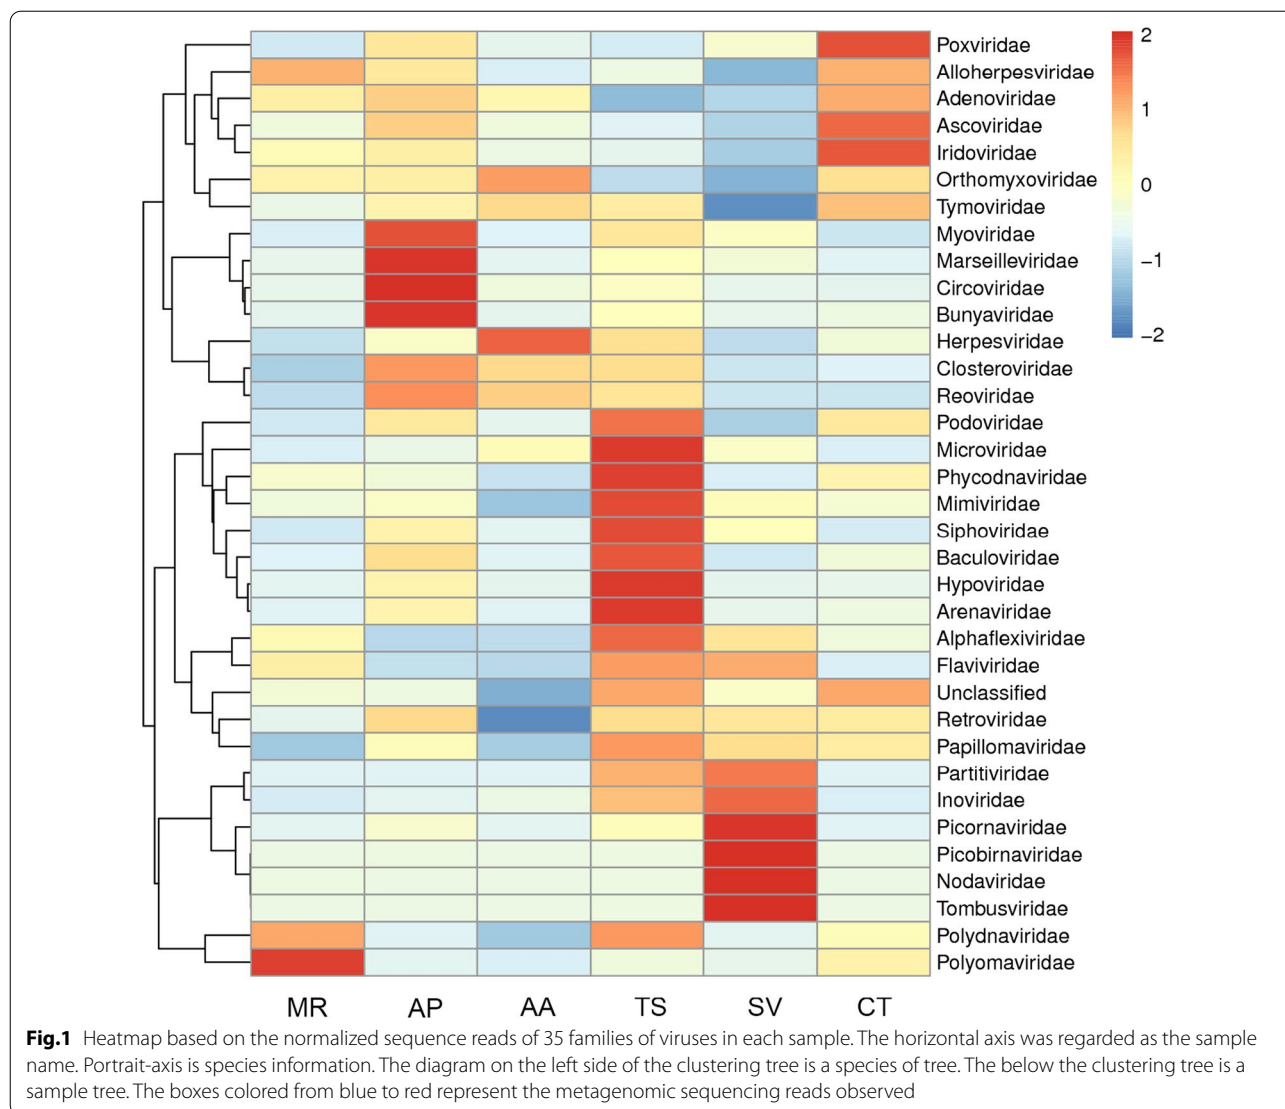 Poxviridae
Alloherpesviridae
Adenoviridae
Ascoviridae
Iridoviridae
Orthomyxoviridae
Tymoviridae
Myoviridae
Marseilleviridae
Circoviridae
Bunyaviridae
Herpesviridae
Closteroviridae
Reoviridae
Podoviridae
Microviridae
Phycodnaviridae
Mimiviridae
Siphoviridae
Baculoviridae
Hypoviridae
Arenaviridae
Alphaflexiviridae
Flaviviridae
Unclassified
Retroviridae
Papillomaviridae
Partitiviridae
Inoviridae
Picornaviridae
Picobirnaviridae
Nodaviridae
Tombusviridae
Polydnaviridae
Polyomaviridae
2
1
0
−1
−2
MR AP AA TS SV CT
Fig.1 Heatmap based on the normalized sequence reads of 35 families of viruses in each sample. The horizontal axis was regarded as the sample
name. Portrait-axis is species information. The diagram on the left side of the clustering tree is a species of tree. The below the clustering tree is a
sample tree. The boxes colored from blue to red represent the metagenomic sequencing reads observed